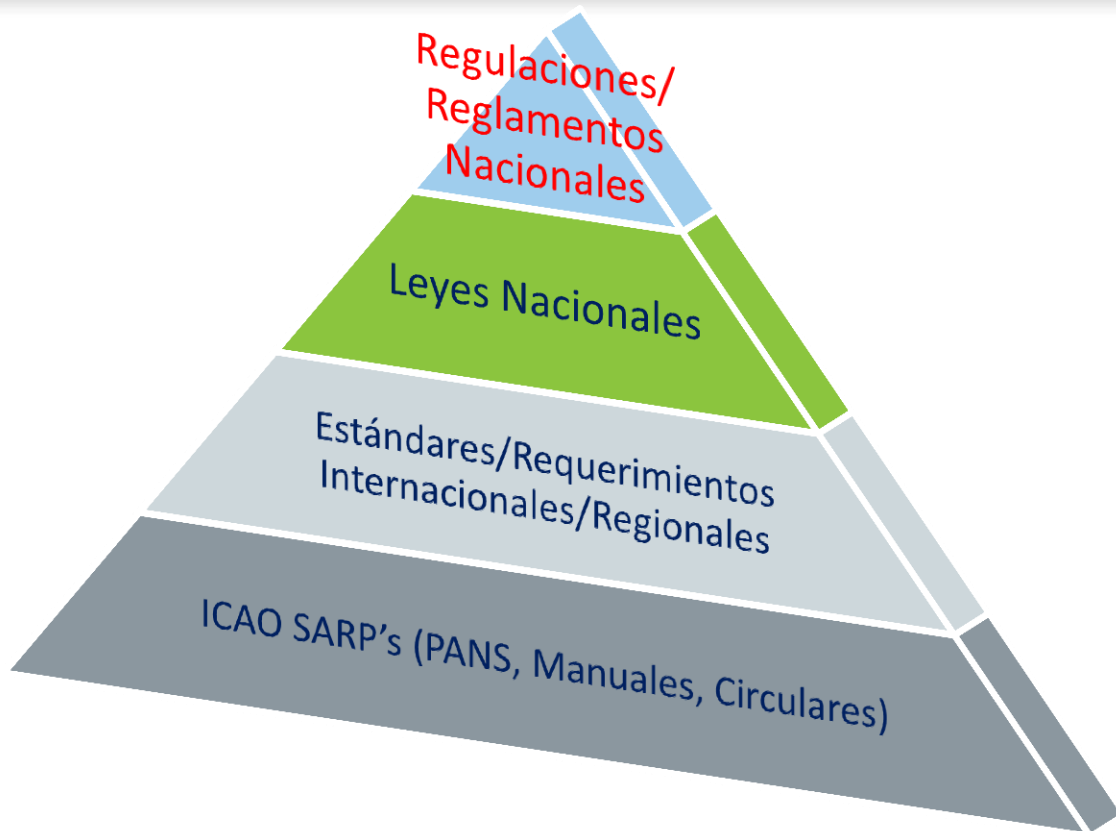 Regulaciones/
Reglamentos
Nacionales
Leyes Nacionales
Estándares/Requerimientos
Internacionales/Regionales
ICAO SARP’s (PANS, Manuales, Circulares)